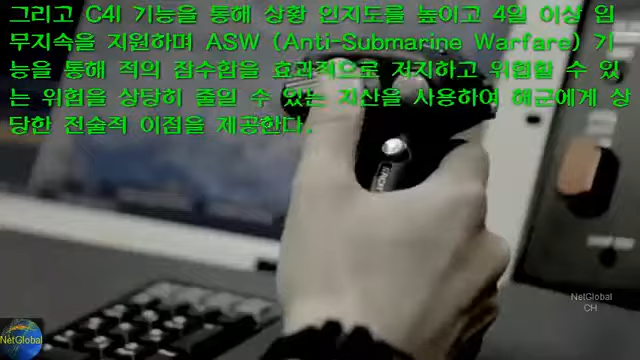 그리고 C4I 기능을 통해 상황 인지도를 높이고 4일 이상 임
무지속을 지원하며 ASW (Anti-Submarine Warfare) 기
능을 통해 적의 잠수함을 효과적으로 저지하고 위협할 수 있
는 위험을 상당히 줄일 수 있는 자산을 사용하여 해군에게 상
당한 전술적 이점을 제공한다.
NetGlobal
CH.
NetGlobal